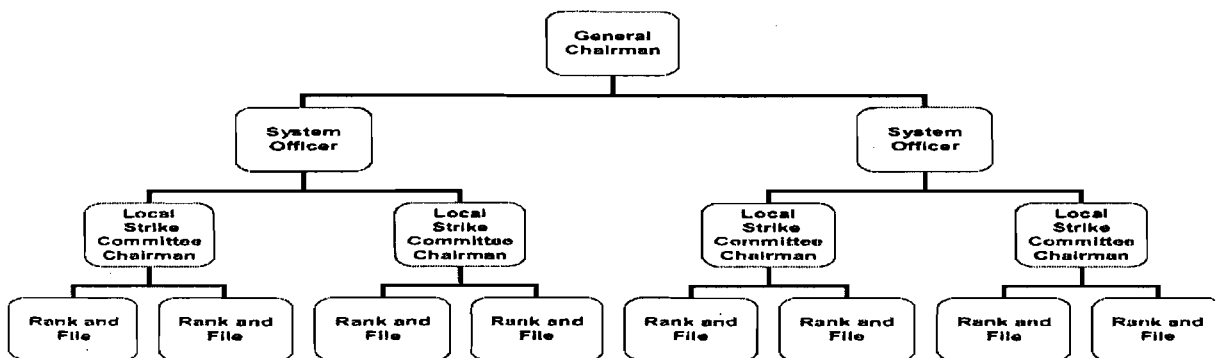 General
Chairman
System
Officer
System
Officer
Local
Strike
Committee
Chairman
Local
Strike
Committee
Chairman
Local
Strike
Committee
Chairman
Local
Strike
Committee
Chairman
Rank and
File
Rank and
File
Rank and
File
Rank and
File
Rank and
File
Rank and
File
Rank and
File
Rank and
File